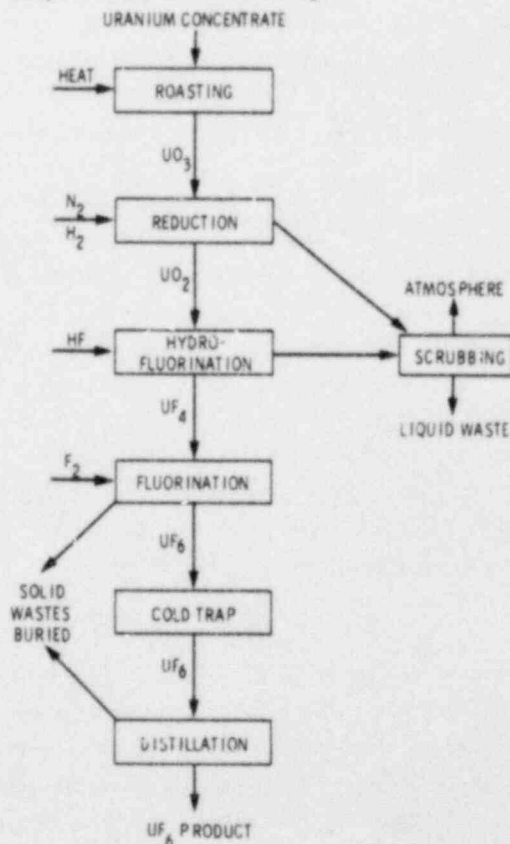 URANIUM CONCENTRATE
HEAT
ROASTING
UO3
N2
H2
REDUCTION
UO2
ATMOSPHERE
HF
HYDRO-
FLUORINATION
SCRUBBING
UF4
LIQUID WASTE
F2
FLUORINATION
UF6
SOLID
WASTES
BURIED
COLD TRAP
UF6
DISTILLATION
UF6 PRODUCT